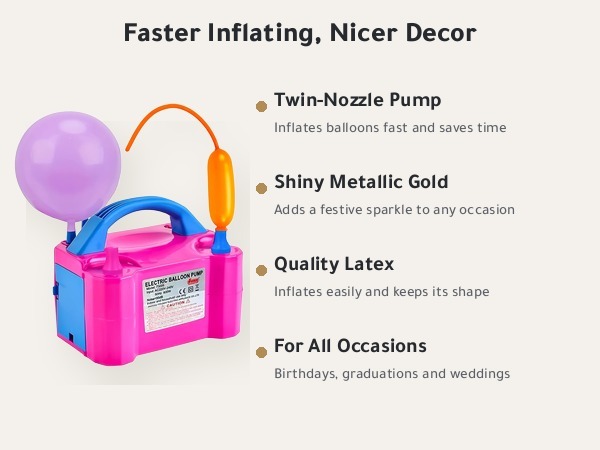 Faster Inflating, Nicer Decor
Twin-Nozzle Pump
Inflates balloons fast and saves time
Shiny Metallic Gold
Adds a festive sparkle to any occasion
Quality Latex
Inflates easily and keeps its shape
For All Occasions
Birthdays, graduations and weddings
ELECTRIC BALLOON PUMP
CAUTION